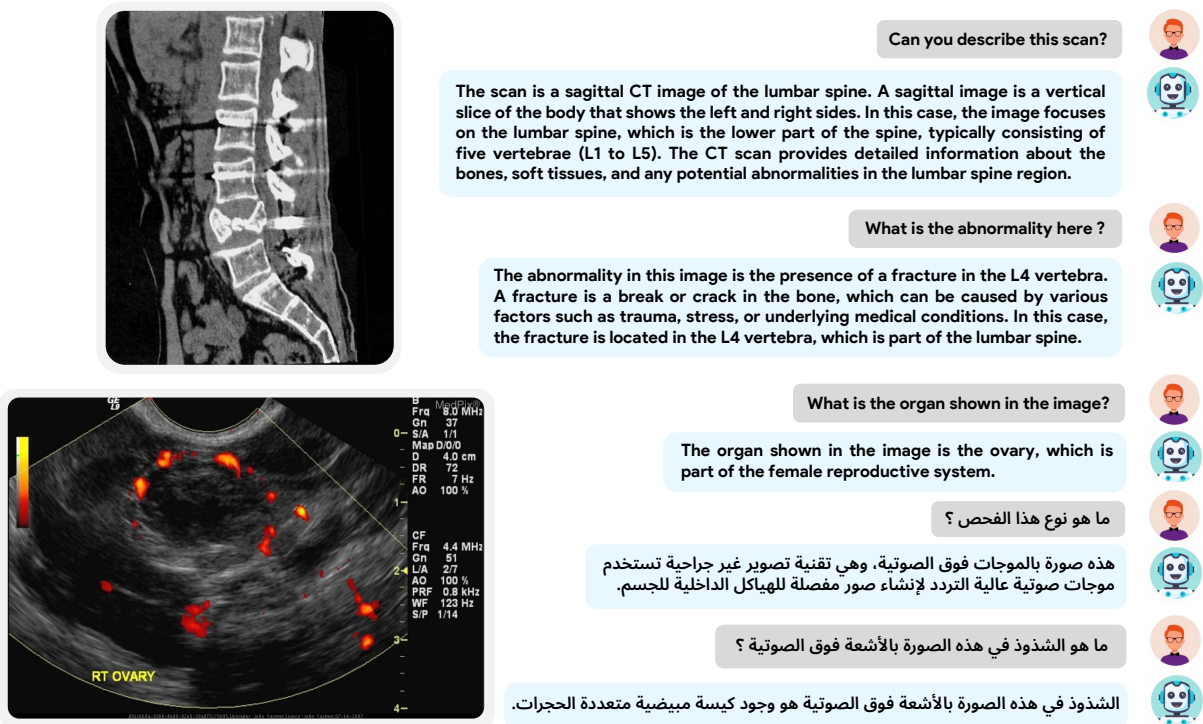 Can you describe this scan?
The scan is a sagittal CT image of the lumbar spine. A sagittal image is a vertical
slice of the body that shows the left and right sides. In this case, the image focuses
on the lumbar spine, which is the lower part of the spine, typically consisting of
five vertebrae (L1 to L5). The CT scan provides detailed information about the
bones, soft tissues, and any potential abnormalities in the lumbar spine region.
What is the abnormality here ?
The abnormality in this image is the presence of a fracture in the L4 vertebra.
A fracture is a break or crack in the bone, which can be caused by various
factors such as trauma, stress, or underlying medical conditions. In this case,
the fracture is located in the L4 vertebra, which is part of the lumbar spine.
GE
L9
MedPix®
B
Frq 8.0 MHz
Gn 37
S/A 1/1
Map D/0/0
D 4.0 cm
DR 72
FR 7 Hz
AO 100 %
CF
Frq 4.4 MHz
Gn 51
L/A 2/7
AO 100 %
PRF 0.8 kHz
WF 123 Hz
S/P 1/14
0
1
2
3
4
RT OVARY
What is the organ shown in the image?
The organ shown in the image is the ovary, which is
part of the female reproductive system.
ما هو نوع هذا الفحص ؟
هذه صورة بالموجات فوق الصوتية، وهي تقنية تصوير غير جراحية تستخدم
موجات صوتية عالية التردد لإنشاء صور مفصلة للهياكل الداخلية للجسم.
ما هو الشذوذ في هذه الصورة بالأشعة فوق الصوتية ؟
الشذوذ في هذه الصورة بالأشعة فوق الصوتية هو وجود كيسة مبيضية متعددة الحجرات.